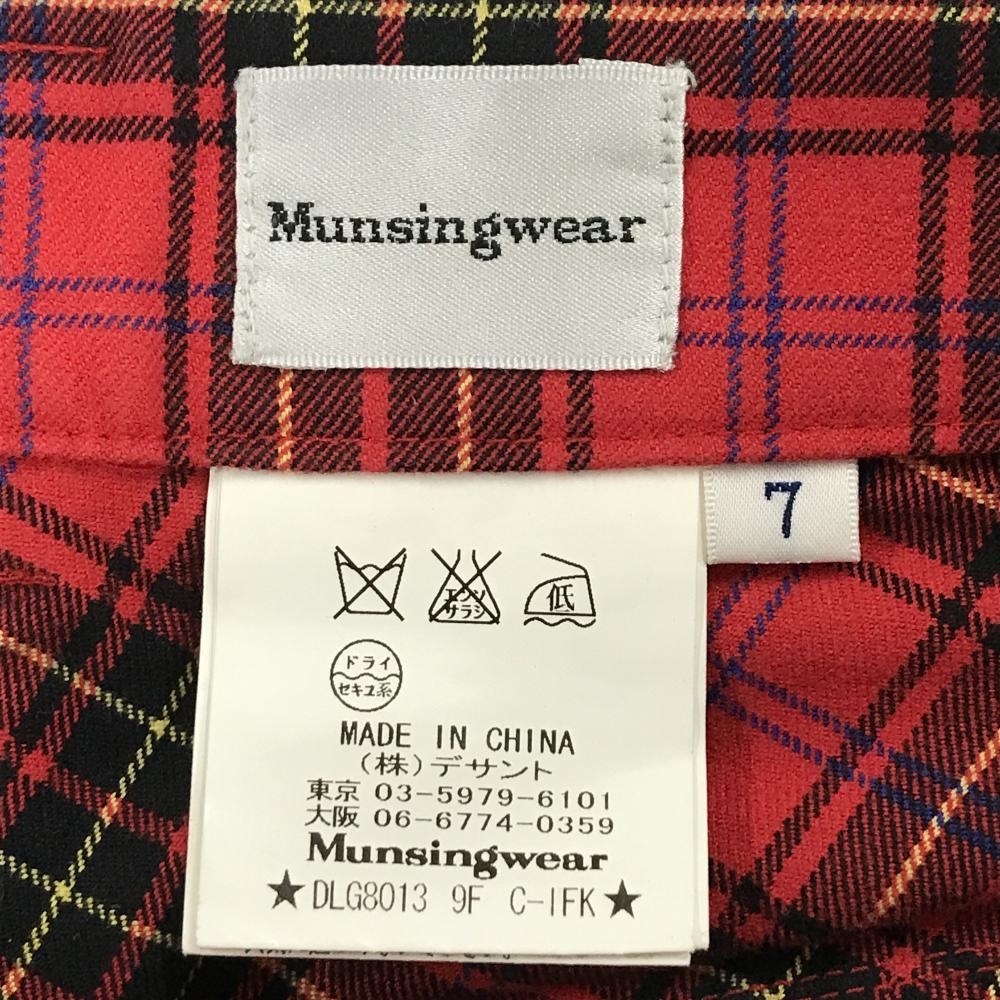 Munsingwear
7
エンソ
サラシ
低
ドライ
セキユ系
MADE IN CHINA
(株)デサント
東京 03-5979-6101
大阪 06-6774-0359
Munsingwear
★DLG8013 9F C-IFK★